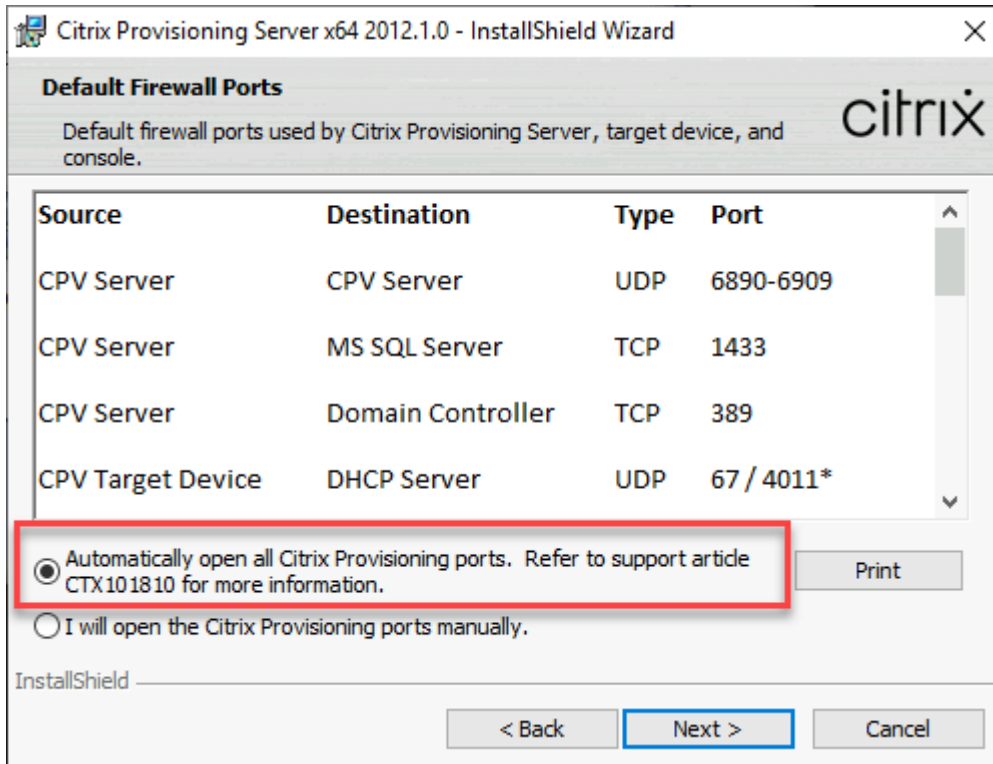 Citrix Provisioning Server x64 2012.1.0 - InstallShield Wizard
Default Firewall Ports
Default firewall ports used by Citrix Provisioning Server, target device, and
console.
citrix
Source Destination Type Port
CPV Server CPV Server UDP 6890-6909
CPV Server MS SQL Server TCP 1433
CPV Server Domain Controller TCP 389
CPV Target Device DHCP Server UDP 67 / 4011*
Automatically open all Citrix Provisioning ports. Refer to support article
CTX101810 for more information.
Print
I will open the Citrix Provisioning ports manually.
InstallShield
< Back Next > Cancel